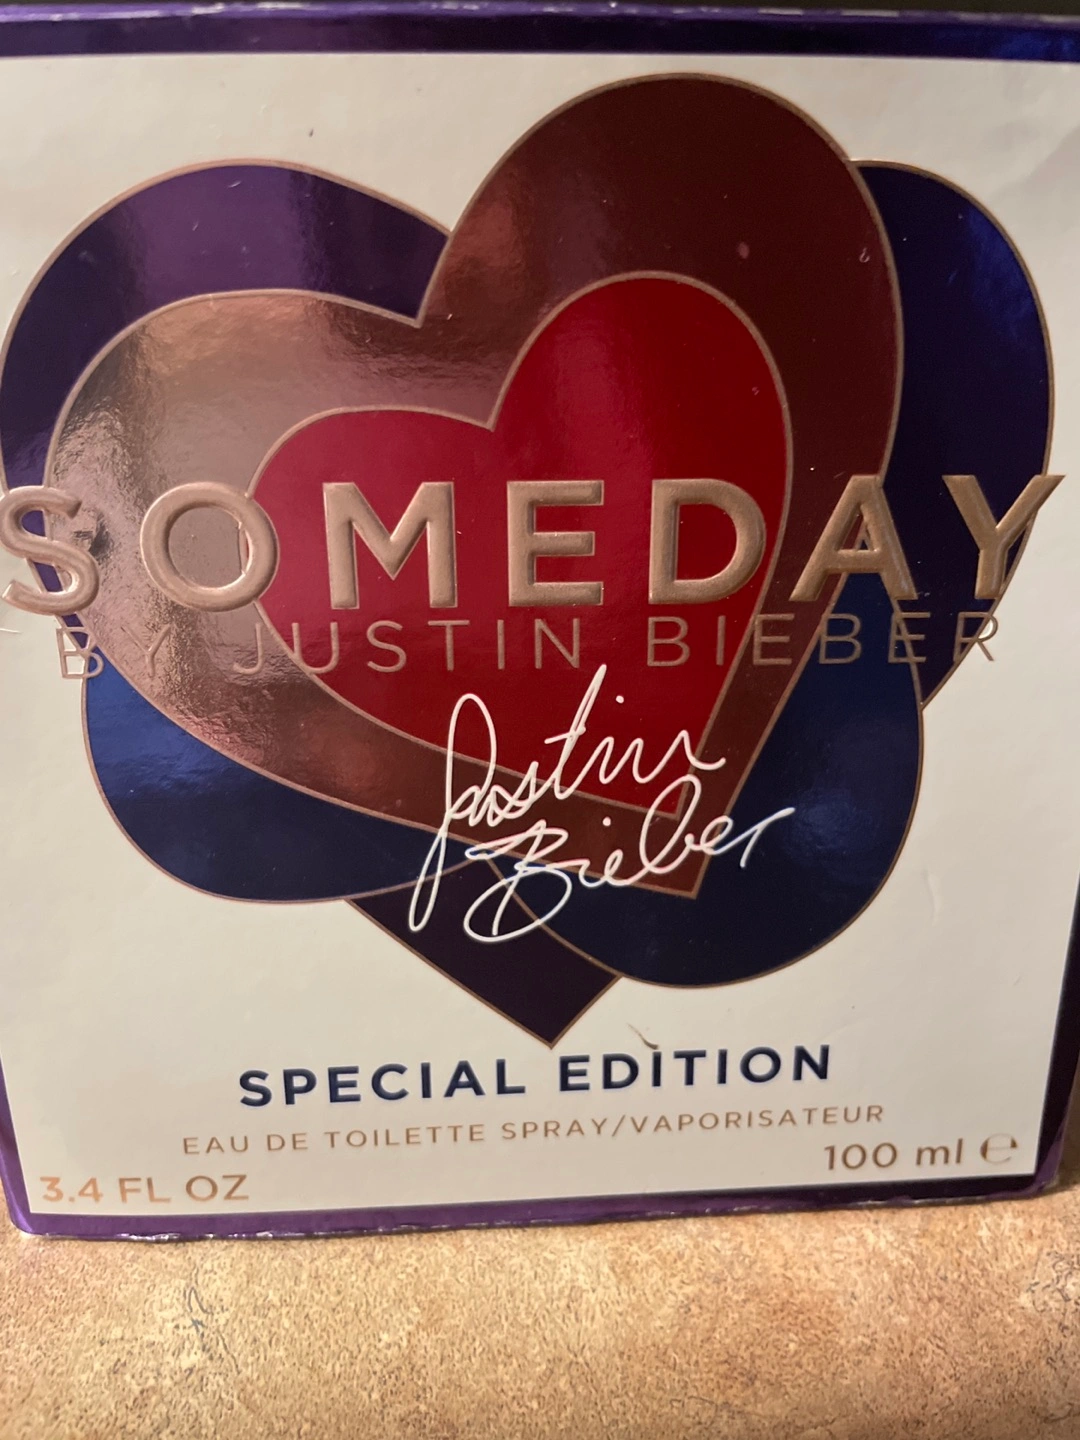 SOMEDAY
BY JUSTIN BIEBER
Justin
Bieber
SPECIAL EDITION
EAU DE TOILETTE SPRAY/VAPORISATEUR
3.4 FL OZ
100 ml ℮